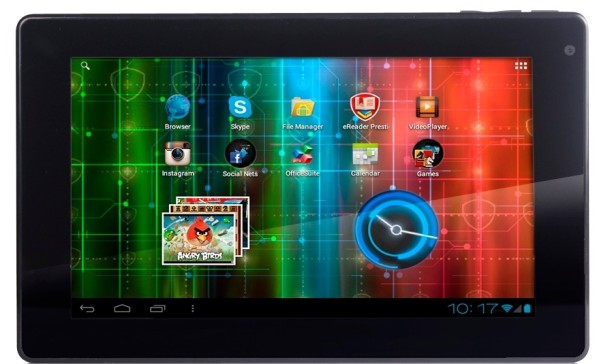 Browser
Skype
File Manager
eReader Presti
VideoPlayer
Instagram
Social Nets
OfficeSuite
Calendar
Games
ANGRY BIRDS
10:17